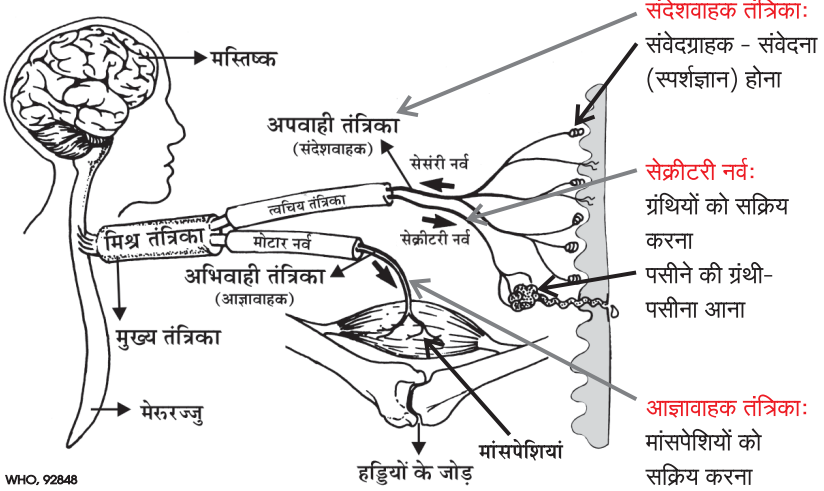 मस्तिष्क
अपवाही तंत्रिका
(संदेशवाहक)
सेसंरी नर्व
त्वचिय तंत्रिका
सेक्रीटरी नर्व
मिश्र तंत्रिका
मोटार नर्व
अभिवाही तंत्रिका
(आज्ञावाहक)
मुख्य तंत्रिका
मेरुरज्जु
मांसपेशियां
हड्डियों के जोड़
WHO, 92848
संदेशवाहक तंत्रिका:
संवेदग्राहक - संवेदना
(स्पर्शज्ञान) होना
सेक्रीटरी नर्व:
ग्रंथियों को सक्रिय
करना
पसीने की ग्रंथी-
पसीना आना
आज्ञावाहक तंत्रिका:
मांसपेशियों को
सक्रिय करना